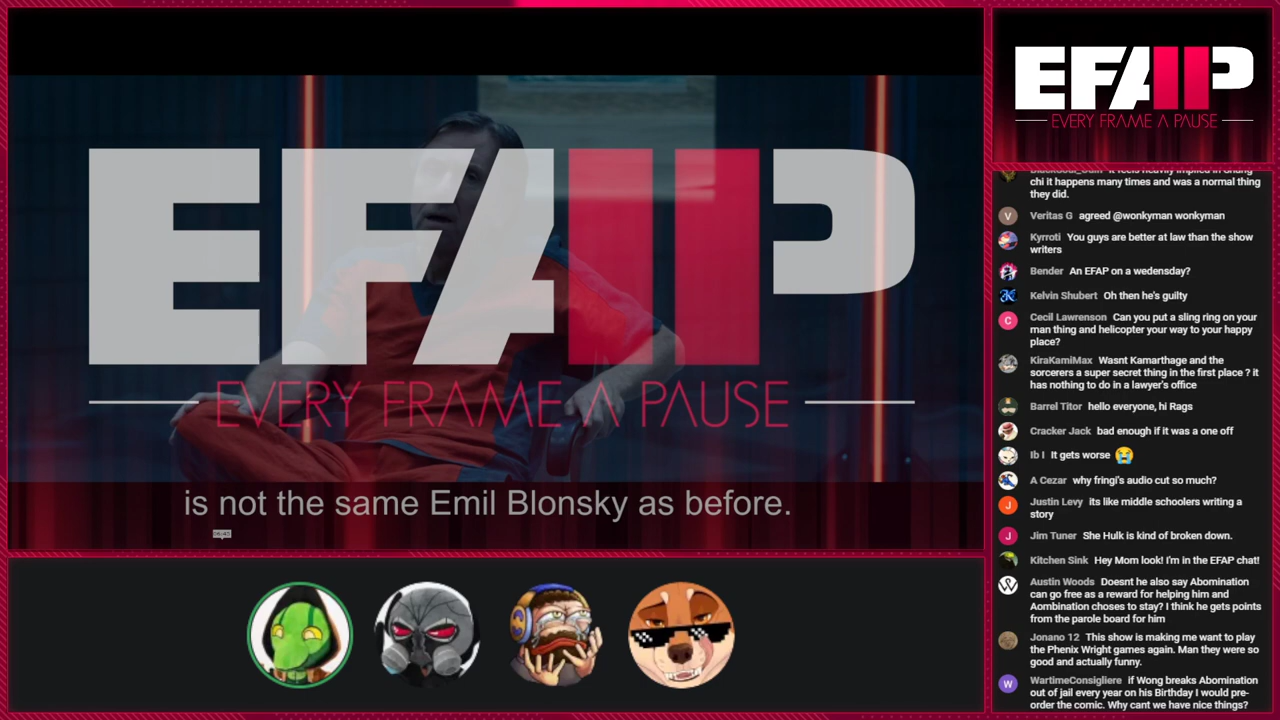 EFAP
EVERY FRAME A PAUSE
is not the same Emil Blonsky as before.
EFAP
EVERY FRAME A PAUSE
chi it happens many times and was a normal thing
they did.
Veritas G agreed @wonkyman wonkyman
Kyrroti You guys are better at law than the show
writers
Bender An EFAP on a wedensday?
Kelvin Shubert Oh then he's guilty
Cecil Lawrenson Can you put a sling ring on your
man thing and helicopter your way to your happy
place?
KiraKamiMax Wasnt Kamarthage and the
sorcerers a super secret thing in the first place ? it
has nothing to do in a lawyer's office
Barrel Titor hello everyone, hi Rags
Cracker Jack bad enough if it was a one off
Ib I It gets worse 😭
A Cezar why fringi's audio cut so much?
Justin Levy its like middle schoolers writing a
story
Jim Tuner She Hulk is kind of broken down.
Kitchen Sink Hey Mom look! I'm in the EFAP chat!
Austin Woods Doesnt he also say Abomination
can go free as a reward for helping him and
Aombination choses to stay? I think he gets points
from the parole board for him
Jonano 12 This show is making me want to play
the Phenix Wright games again. Man they were so
good and actually funny.
WartimeConsigliere if Wong breaks Abomination
out of jail every year on his Birthday I would pre-
order the comic. Why cant we have nice things?